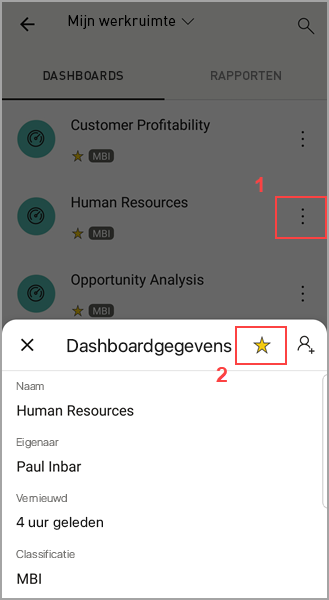 Mijn werkruimte
DASHBOARDS RAPPORTEN
Customer Profitability
MBI
1
Human Resources
MBI
Opportunity Analysis
MBI
Dashboardgegevens
2
Naam
Human Resources
Eigenaar
Paul Inbar
Vernieuwd
4 uur geleden
Classificatie
MBI